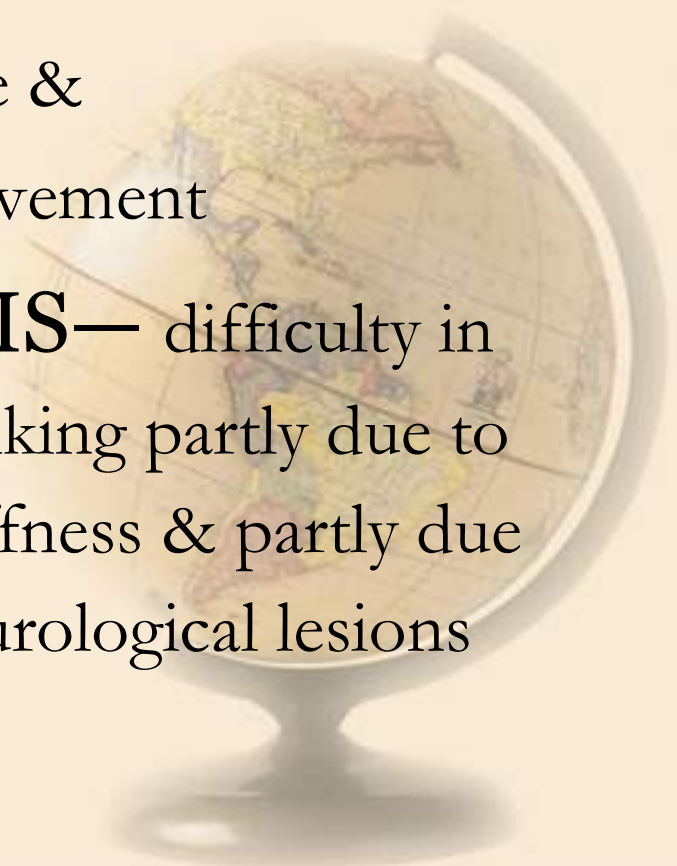 e &
vement
IS— difficulty in
king partly due to
fness & partly due
urological lesions